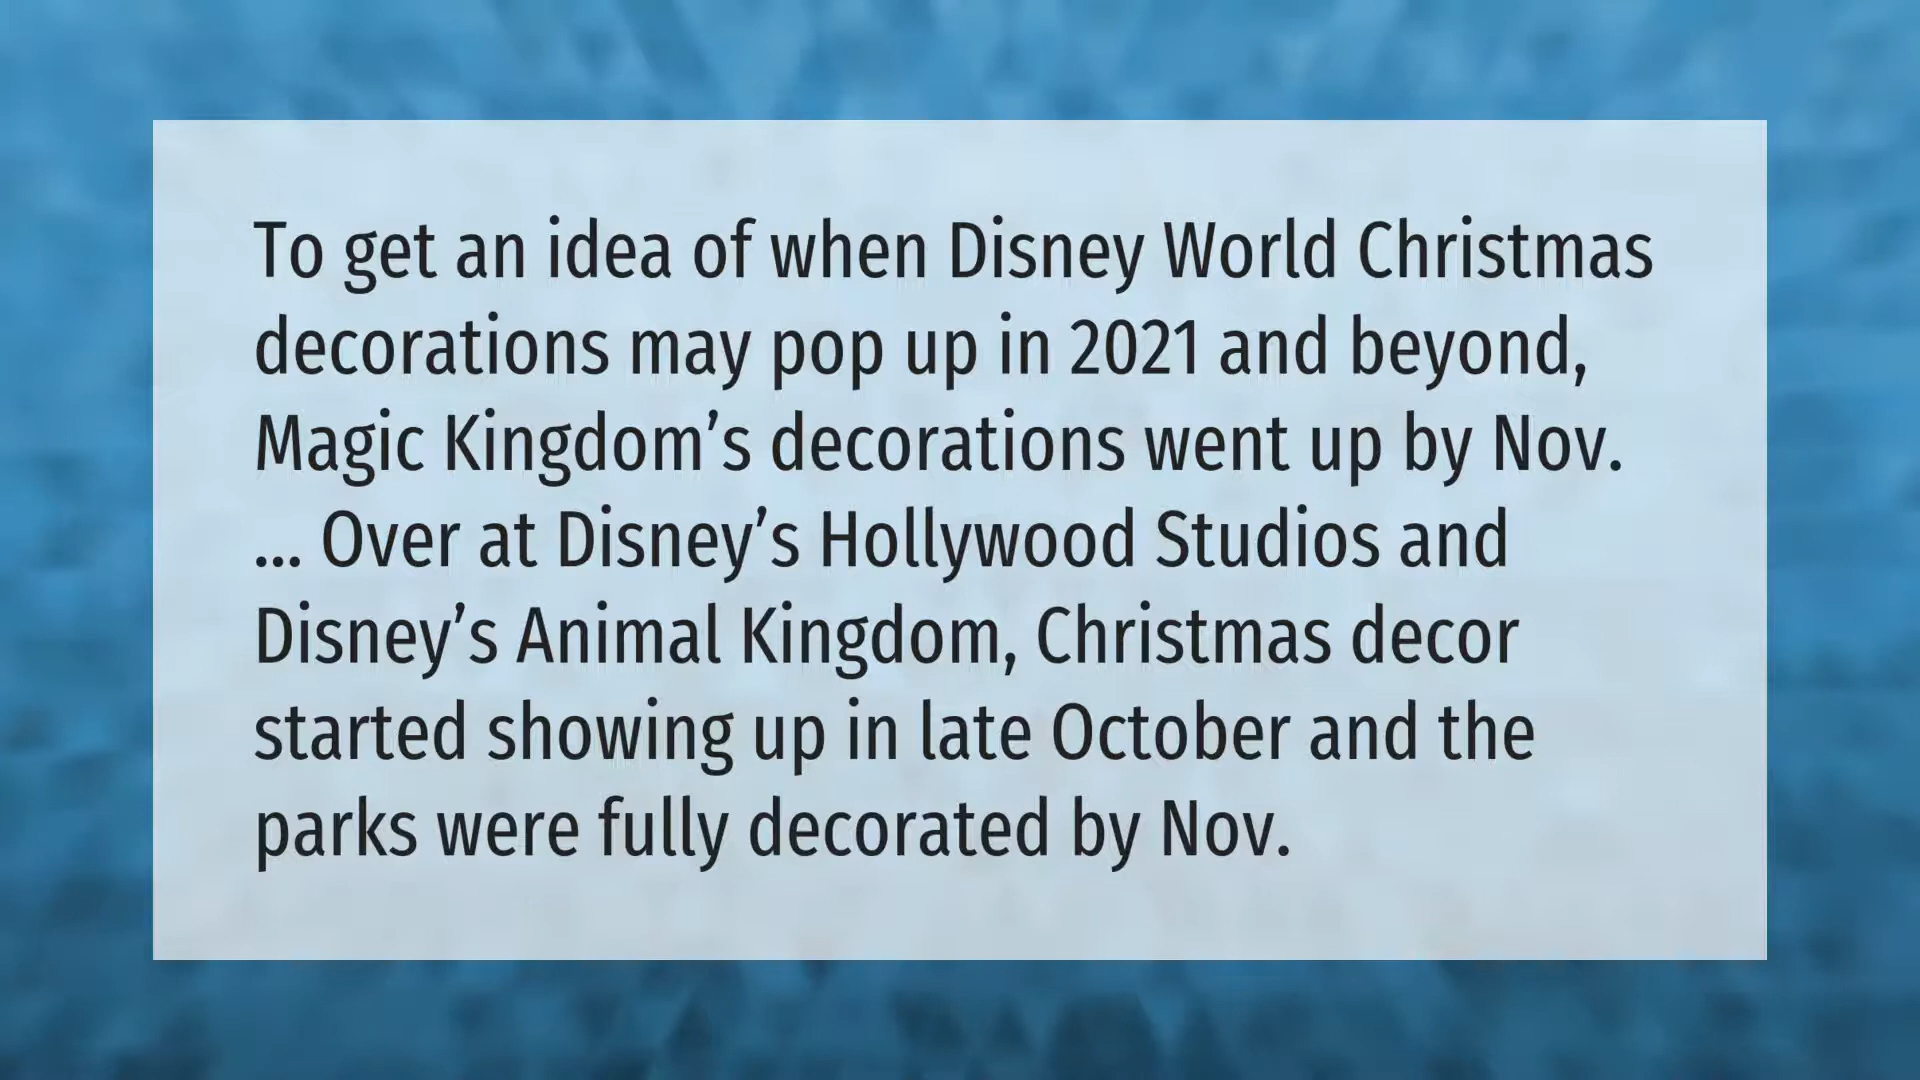 To get an idea of when Disney World Christmas
decorations may pop up in 2021 and beyond,
Magic Kingdom’s decorations went up by Nov.
... Over at Disney’s Hollywood Studios and
Disney’s Animal Kingdom, Christmas decor
started showing up in late October and the
parks were fully decorated by Nov.